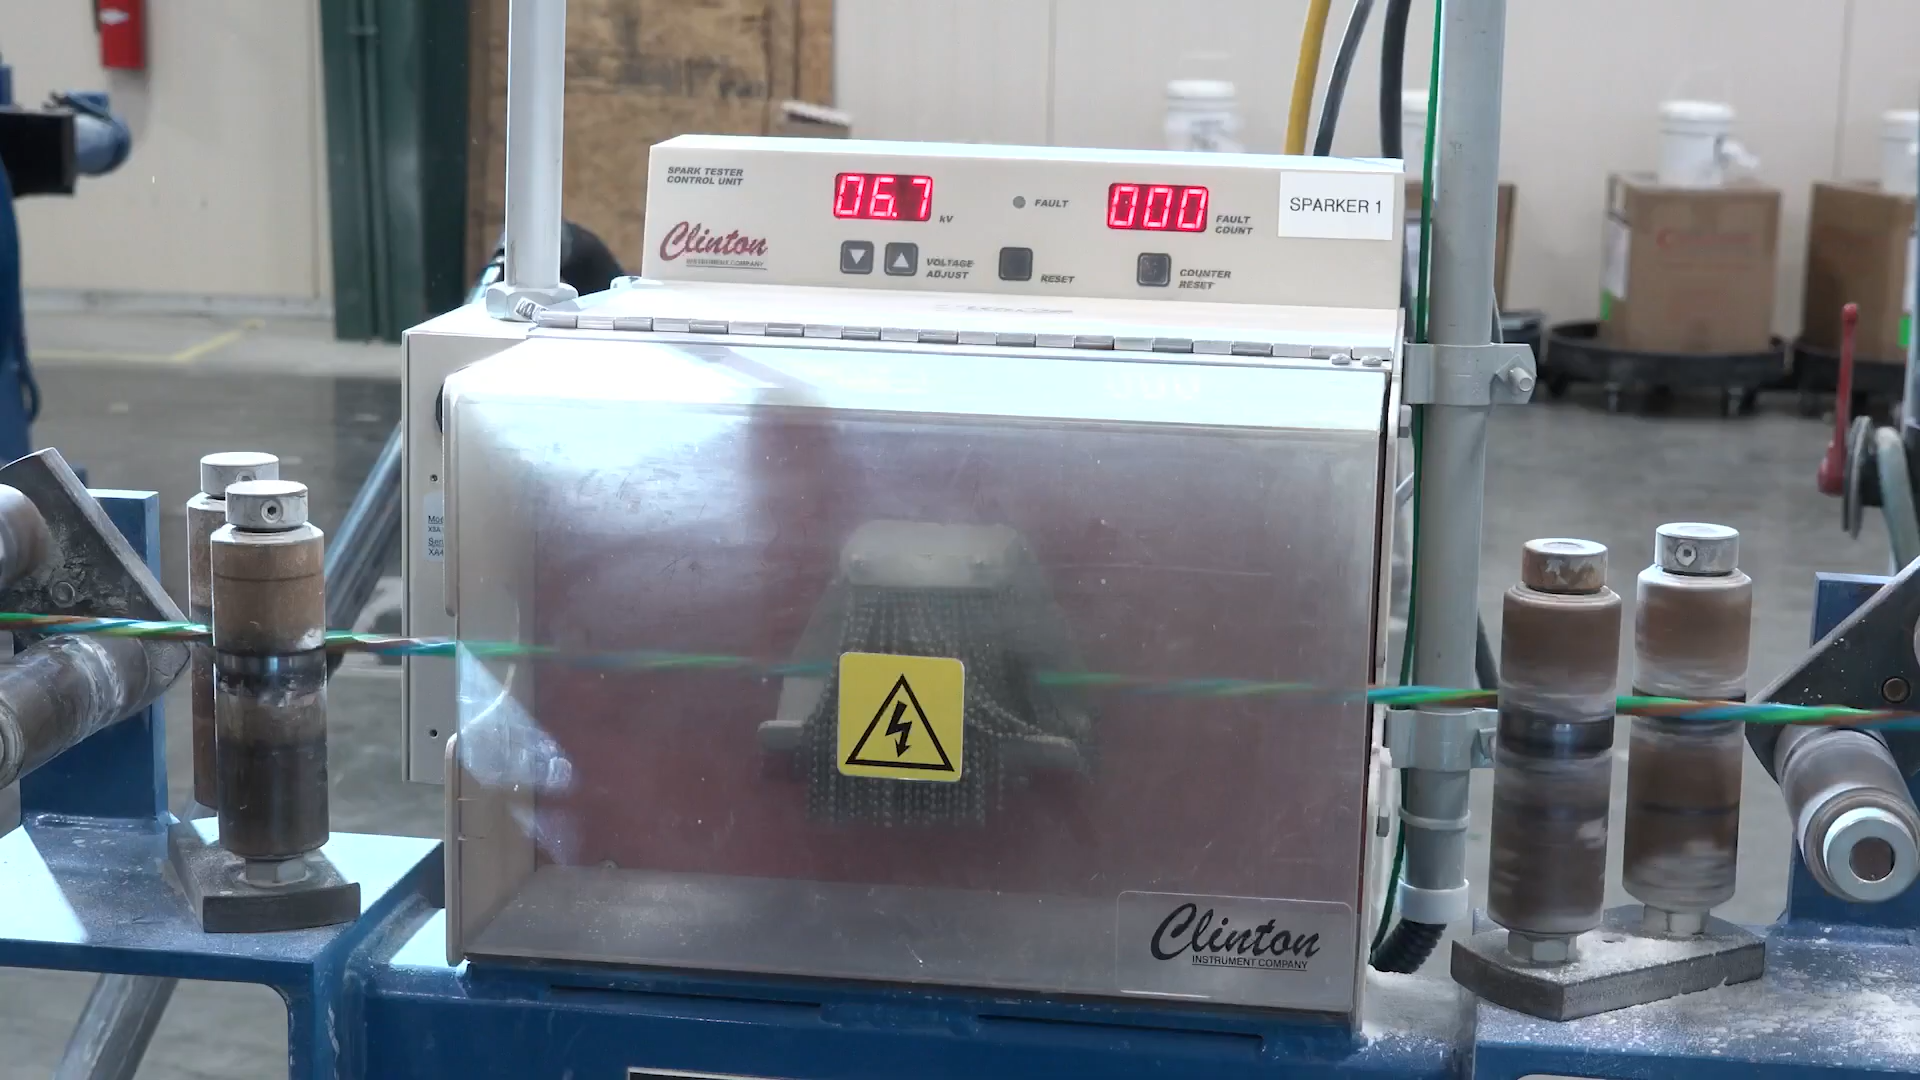 SPARK TESTER
CONTROL UNIT
Clinton
INSTRUMENT COMPANY
06.7
kV
VOLTAGE
ADJUST
FAULT
RESET
000
FAULT
COUNT
COUNTER
RESET
SPARKER 1
Clinton
INSTRUMENT COMPANY